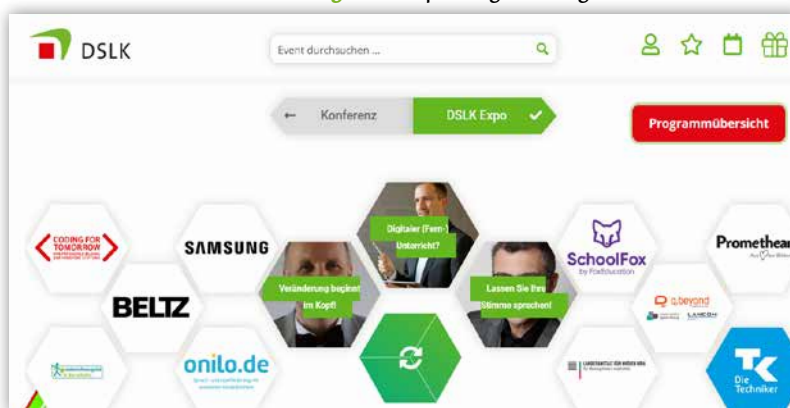 DSLK
Event durchsuchen ...
Konferenz
DSLK Expo
Programmübersicht
CODING FOR
TOMORROW
SAMSUNG
Digitaler (Fern-)
Unterricht?
SchoolFox
by FoxEducation
Promethean
BELTZ
Veränderung beginnt
im Kopf!
Lassen Sie Ihre
Stimme sprechen!
q.beyond
LANCOM
onilo.de
Die
Techniker